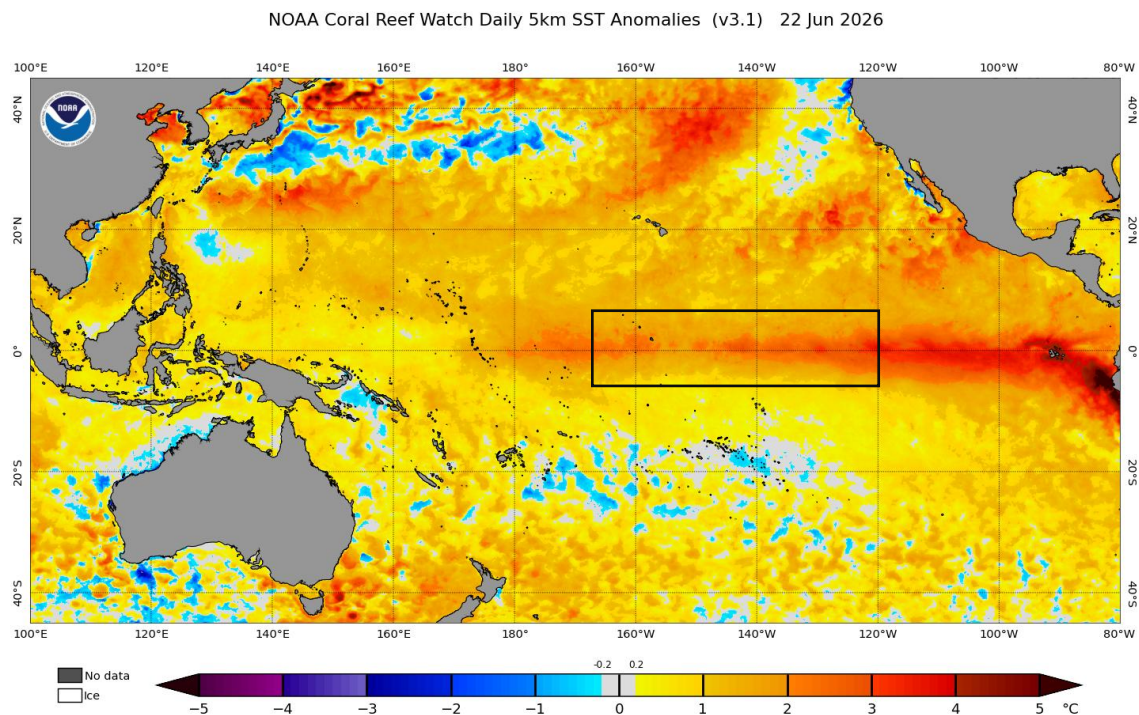 NOAA Coral Reef Watch Daily 5km SST Anomalies (v3.1) 22 Jun 2026
100°E 120°E 140°E 160°E 180° 160°W 140°W 120°W 100°W 80°W
NOAA
40°N 40°N
20°N 20°N
0° 0°
20°S 20°S
40°S 40°S
100°E 120°E 140°E 160°E 180° 160°W 140°W 120°W 100°W 80°W
-0.2 0.2
No data
Ice
−5 −4 −3 −2 −1 0 1 2 3 4 5 °C